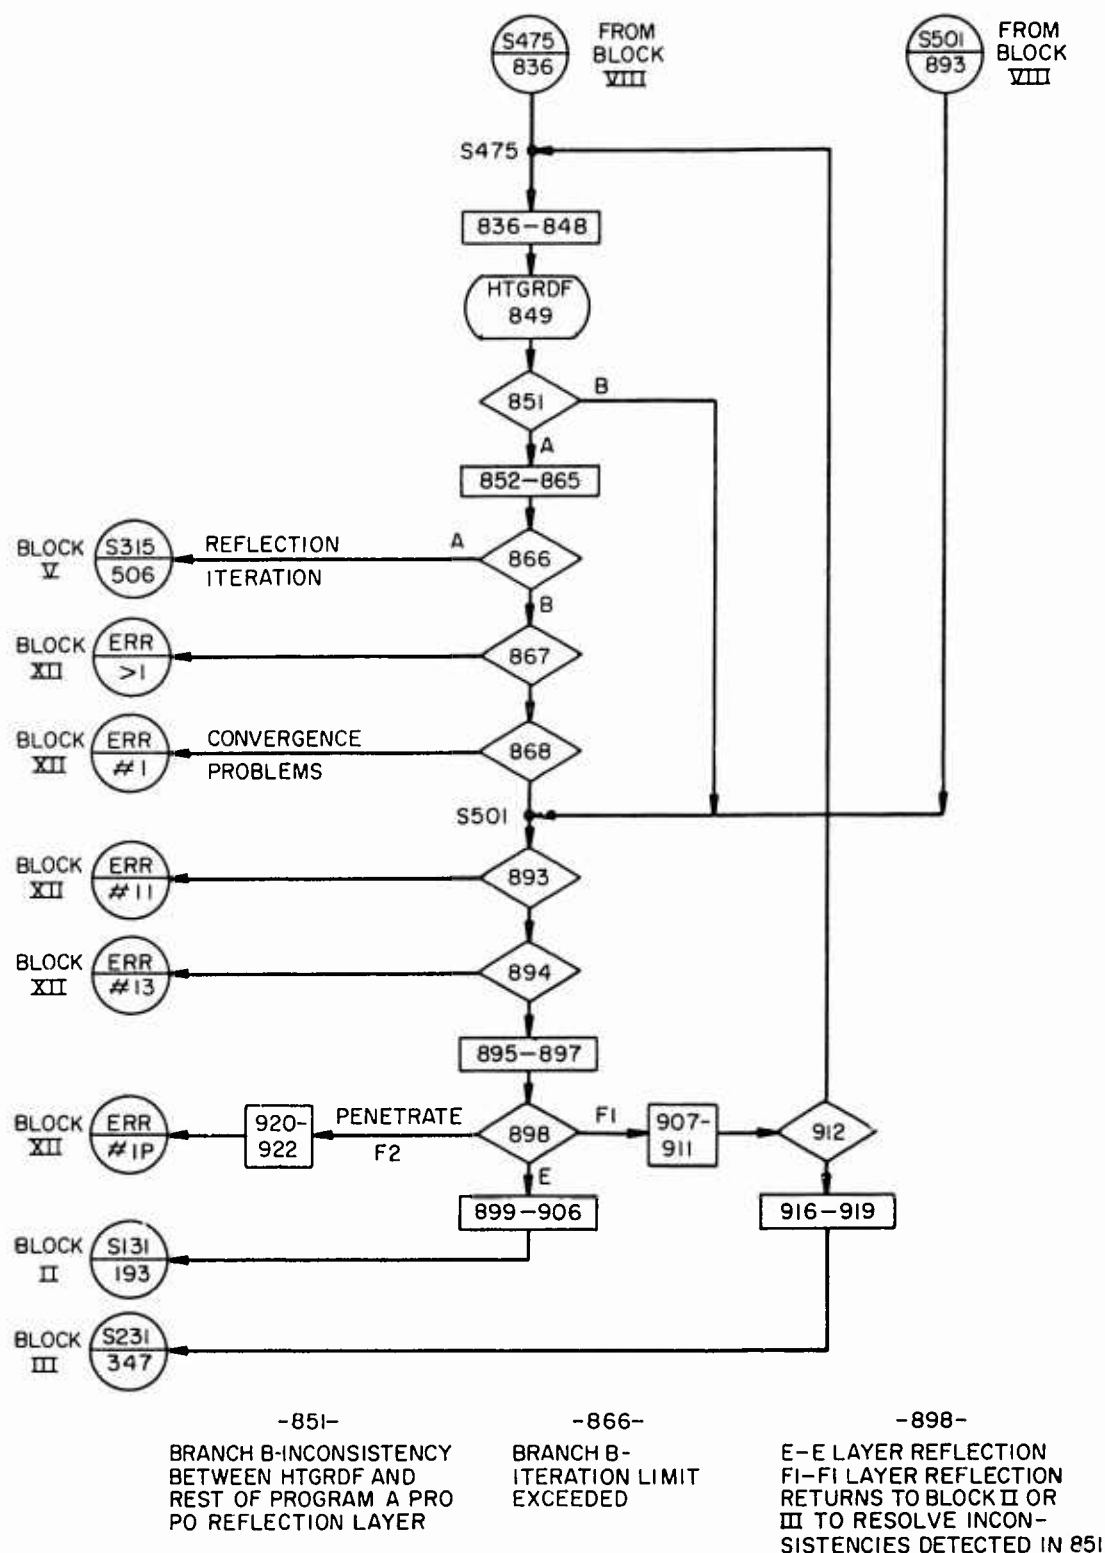 S475
836
FROM
BLOCK
VIII
S501
893
FROM
BLOCK
VIII
S475
836-848
HTGRDF
849
851
B
A
852-865
BLOCK
V
S315
506
REFLECTION
ITERATION
A
866
B
BLOCK
XII
ERR
>1
867
BLOCK
XII
ERR
#1
CONVERGENCE
PROBLEMS
868
S501
BLOCK
XII
ERR
#11
893
BLOCK
XII
ERR
#13
894
895-897
BLOCK
XII
ERR
#1P
920-
922
PENETRATE
F2
898
F1
907-
911
912
E
899-906
916-919
BLOCK
II
S131
193
BLOCK
III
S231
347
-851-
BRANCH B-INCONSISTENCY
BETWEEN HTGRDF AND
REST OF PROGRAM A PRO
PO REFLECTION LAYER
-866-
BRANCH B-
ITERATION LIMIT
EXCEEDED
-898-
E-E LAYER REFLECTION
F1-F1 LAYER REFLECTION
RETURNS TO BLOCK II OR
III TO RESOLVE INCON-
SISTENCIES DETECTED IN 851